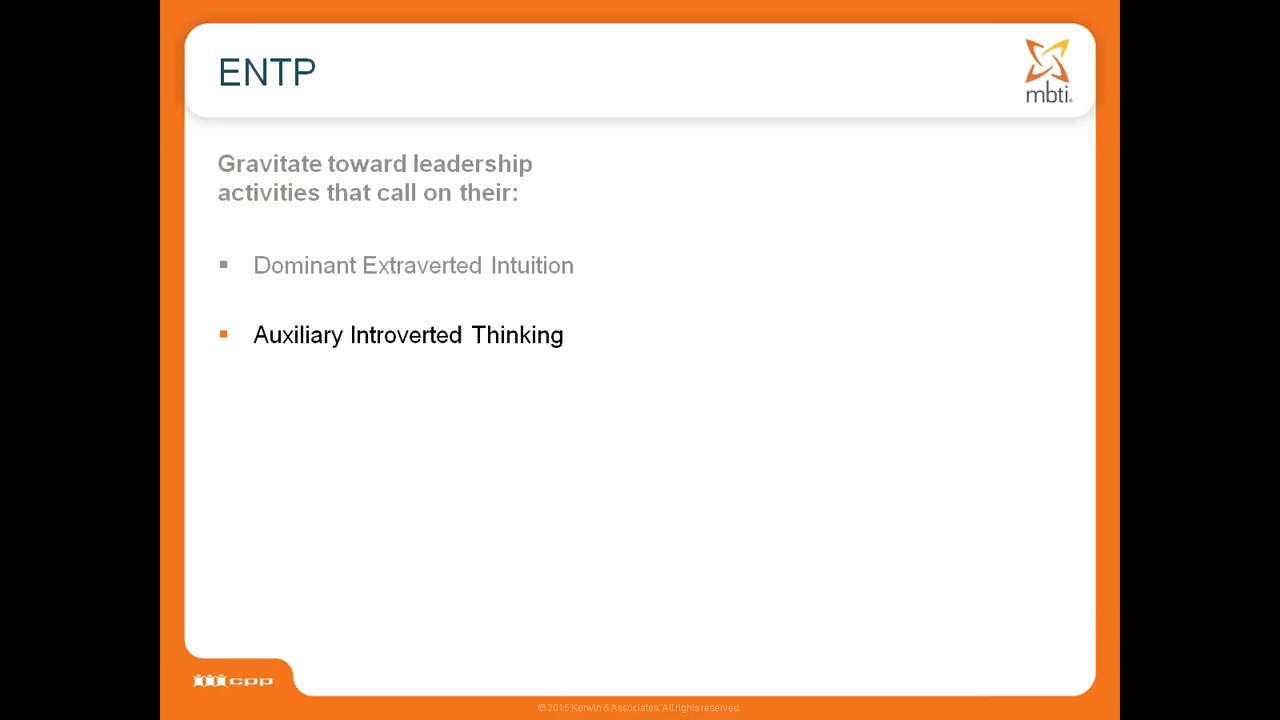 ENTP
mbti®
Gravitate toward leadership
activities that call on their:
▪ Dominant Extraverted Intuition
▪ Auxiliary Introverted Thinking
cpp
© 2015 Kerwin & Associates. All rights reserved.